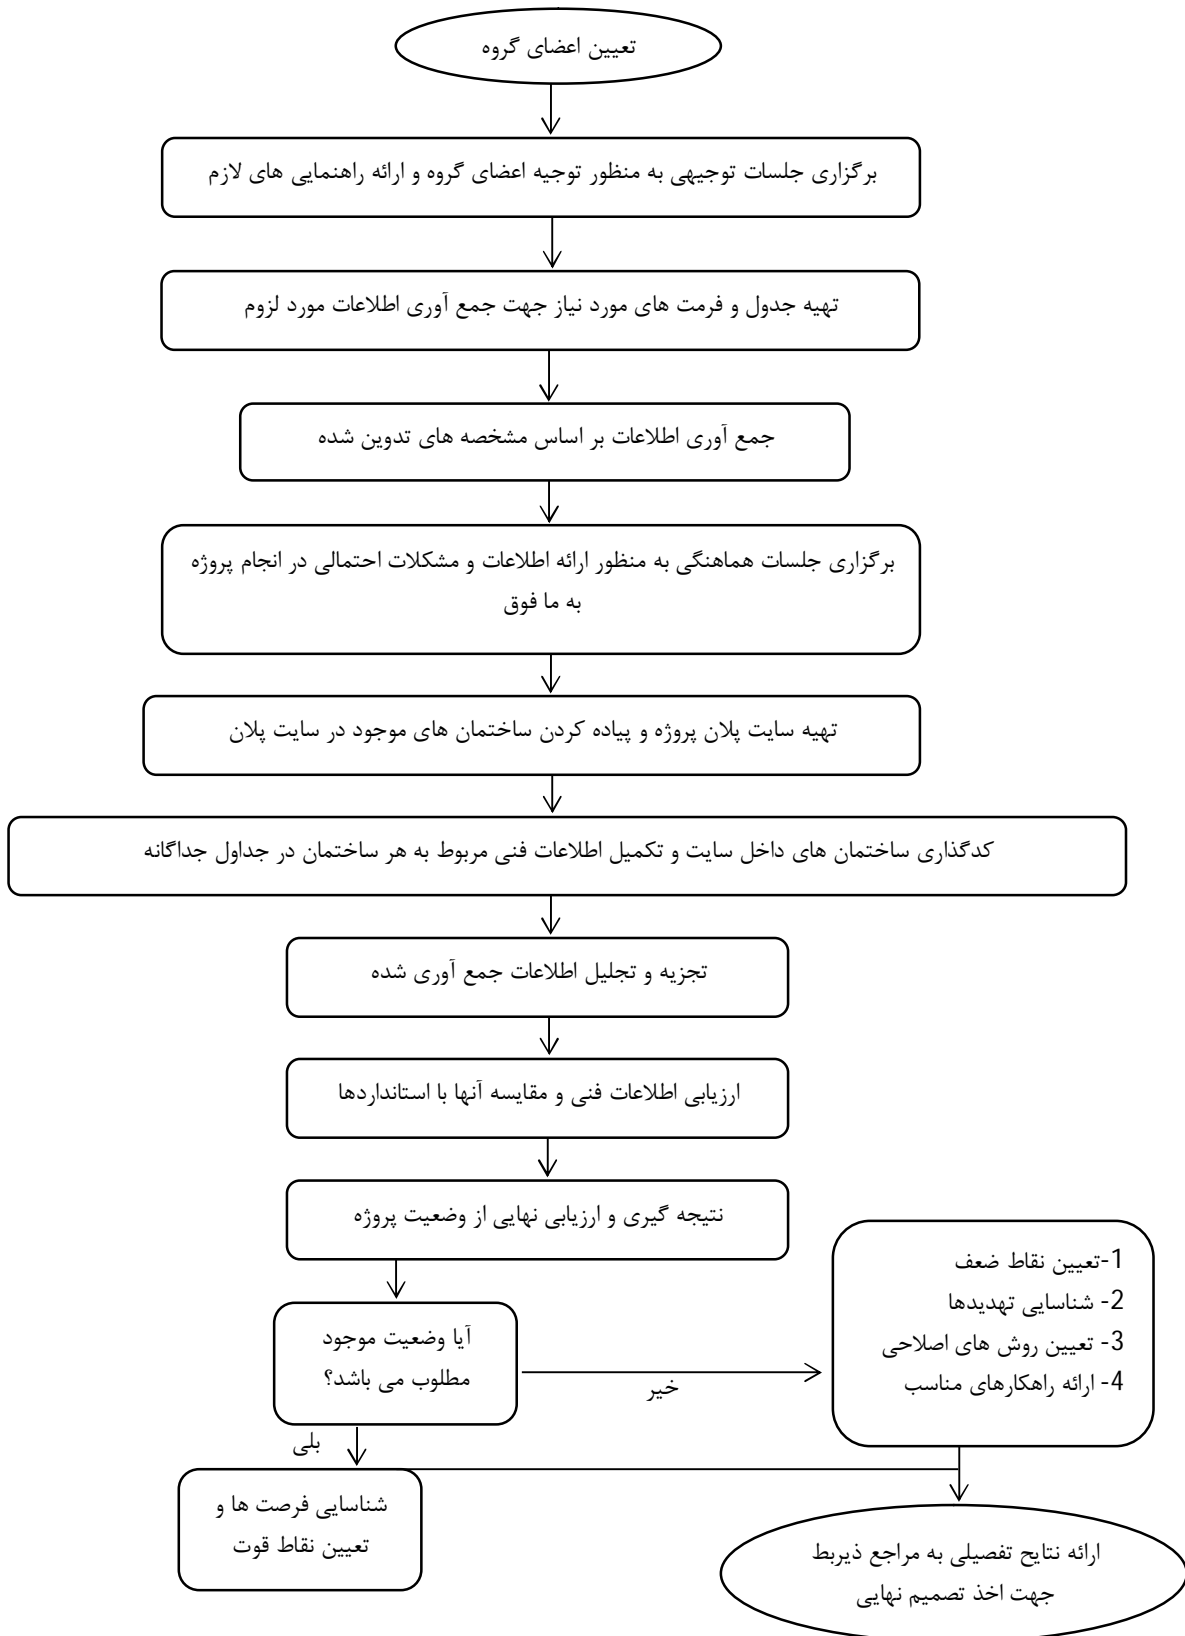 تعیین اعضای گروه
برگزاری جلسات توجیهی به منظور توجیه اعضای گروه و ارائه راهنمایی های لازم
تهیه جدول و فرمت های مورد نیاز جهت جمع آوری اطلاعات مورد لزوم
جمع آوری اطلاعات بر اساس مشخصه های تدوین شده
برگزاری جلسات هماهنگی به منظور ارائه اطلاعات و مشکلات احتمالی در انجام پروژه
به ما فوق
تهیه سایت پلان پروژه و پیاده کردن ساختمان های موجود در سایت پلان
کدگذاری ساختمان های داخل سایت و تکمیل اطلاعات فنی مربوط به هر ساختمان در جداول جداگانه
تجزیه و تجلیل اطلاعات جمع آوری شده
ارزیابی اطلاعات فنی و مقایسه آنها با استانداردها
نتیجه گیری و ارزیابی نهایی از وضعیت پروژه
آیا وضعیت موجود
مطلوب می باشد؟
خیر
1-تعیین نقاط ضعف
2- شناسایی تهدیدها
3- تعیین روش های اصلاحی
4- ارائه راهکارهای مناسب
بلی
شناسایی فرصت ها و
تعیین نقاط قوت
ارائه نتایج تفصیلی به مراجع ذیربط
جهت اخذ تصمیم نهایی